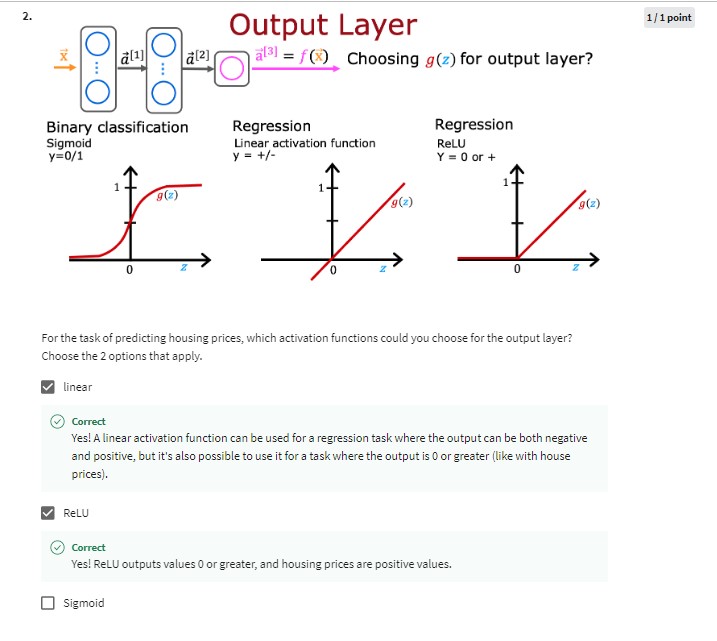 2.
1 / 1 point
Output Layer
x⃗ a⃗[1] a⃗[2] a⃗[3] = f(x⃗) Choosing g(z) for output layer?
Binary classification
Sigmoid
y=0/1
1
g(z)
0
z
Regression
Linear activation function
y = +/-
1
g(z)
0
z
Regression
ReLU
Y = 0 or +
1
g(z)
0
z
For the task of predicting housing prices, which activation functions could you choose for the output layer?
Choose the 2 options that apply.
linear
Correct
Yes! A linear activation function can be used for a regression task where the output can be both negative
and positive, but it's also possible to use it for a task where the output is 0 or greater (like with house
prices).
ReLU
Correct
Yes! ReLU outputs values 0 or greater, and housing prices are positive values.
Sigmoid